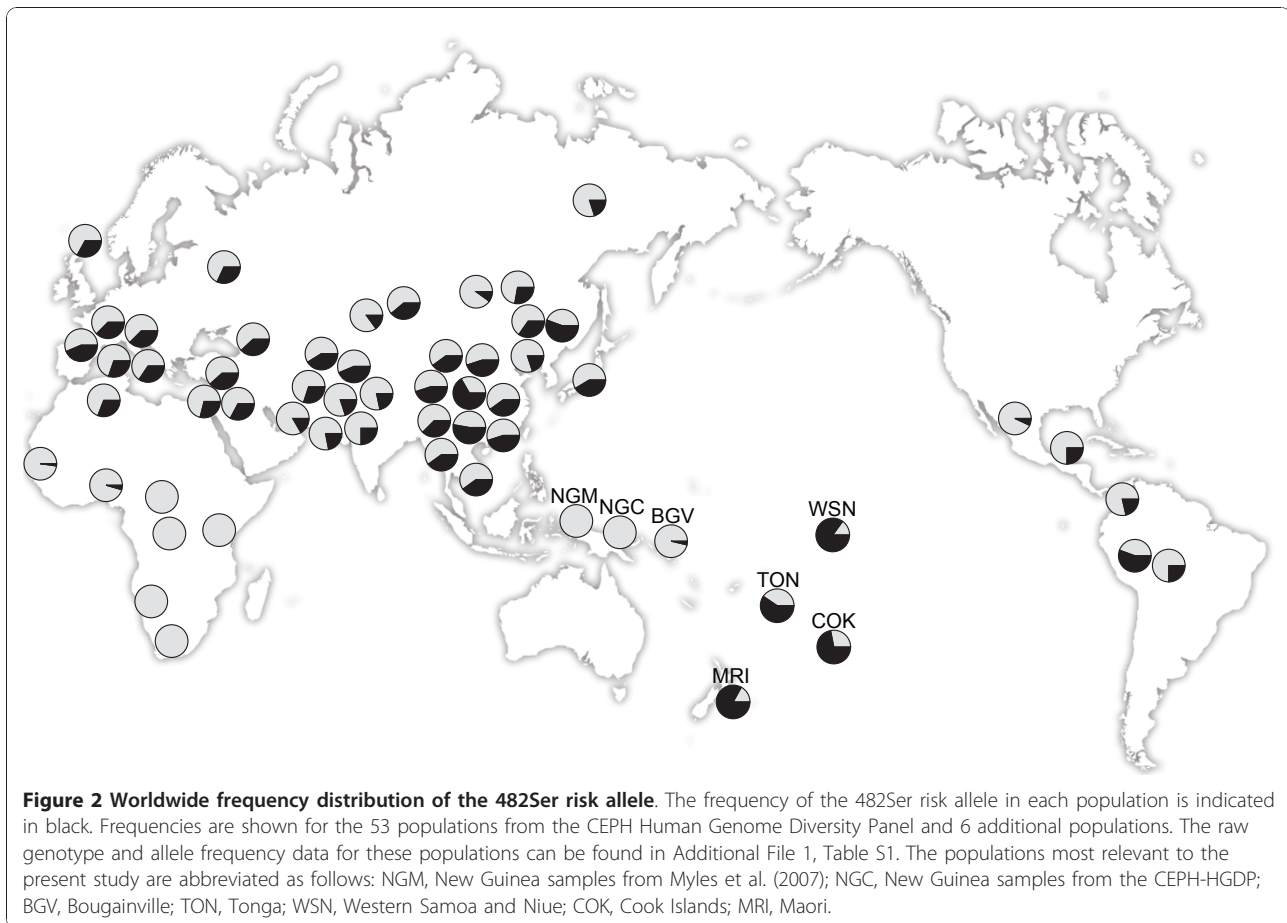 NGM
NGC
BGV
WSN
TON
COK
MRI
Figure 2 Worldwide frequency distribution of the 482Ser risk allele. The frequency of the 482Ser risk allele in each population is indicated
in black. Frequencies are shown for the 53 populations from the CEPH Human Genome Diversity Panel and 6 additional populations. The raw
genotype and allele frequency data for these populations can be found in Additional File 1, Table S1. The populations most relevant to the
present study are abbreviated as follows: NGM, New Guinea samples from Myles et al. (2007); NGC, New Guinea samples from the CEPH-HGDP;
BGV, Bougainville; TON, Tonga; WSN, Western Samoa and Niue; COK, Cook Islands; MRI, Maori.